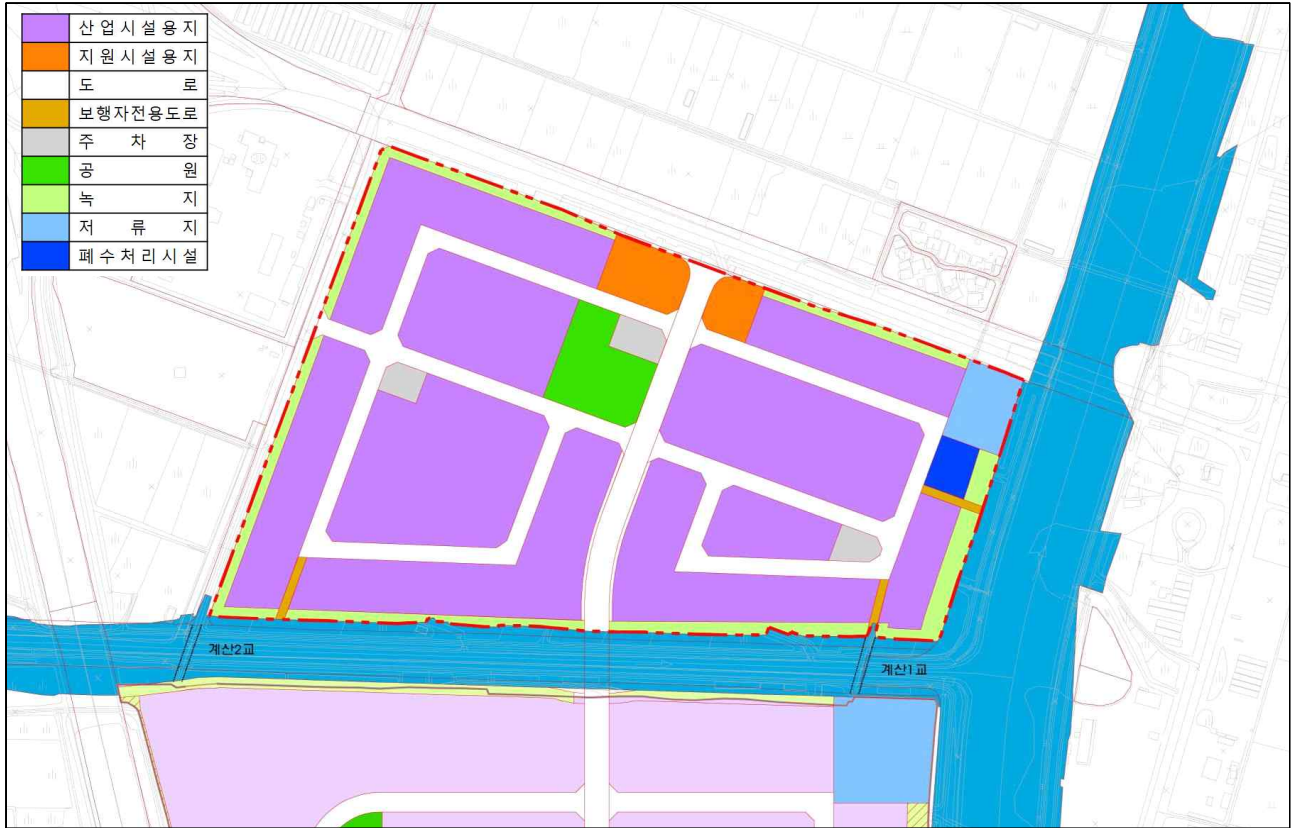 산업시설용지
지원시설용지
도로
보행자전용도로
주차장
공원
녹지
저류지
폐수처리시설
계산2교
계산1교